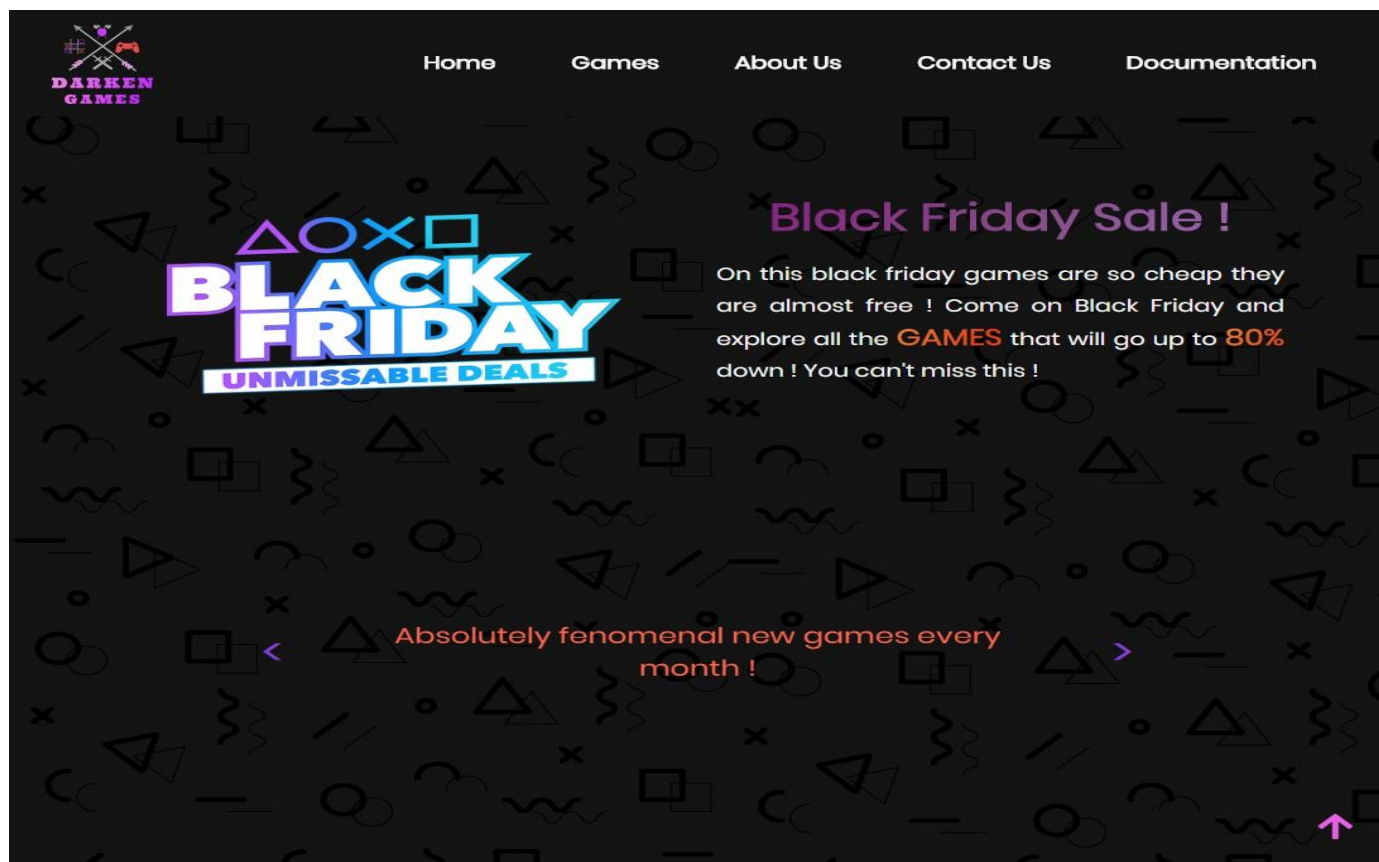 DARKEN
GAMES
Home Games About Us Contact Us Documentation
BLACK
FRIDAY
UNMISSABLE DEALS
Black Friday Sale !
On this black friday games are so cheap they
are almost free ! Come on Black Friday and
explore all the GAMES that will go up to 80%
down ! You can't miss this !
Absolutely fenomenal new games every
month !